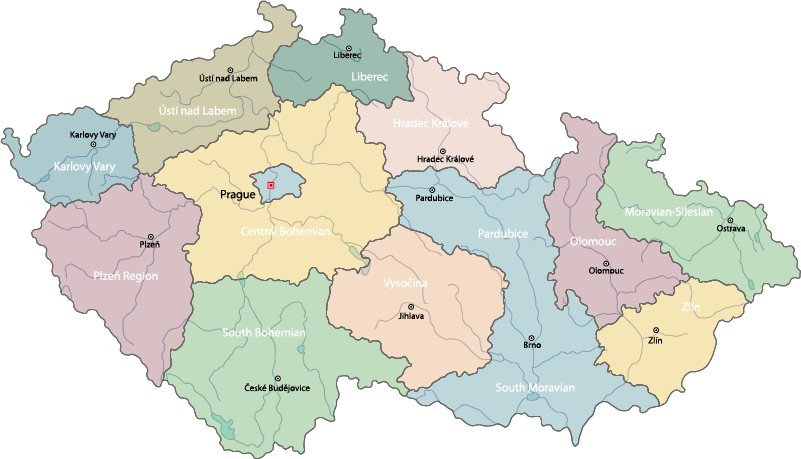 Liberec
Liberec
Ústí nad Labem
Ústí nad Labem
Karlovy Vary
Karlovy Vary
Hradec Králové
Hradec Králové
Prague
Pardubice
Central Bohemian
Pardubice
Moravian-Silesian
Ostrava
Plzeň
Plzeň Region
Olomouc
Olomouc
Vysočina
Jihlava
Zlín
Zlín
South Bohemian
Brno
České Budějovice
South Moravian